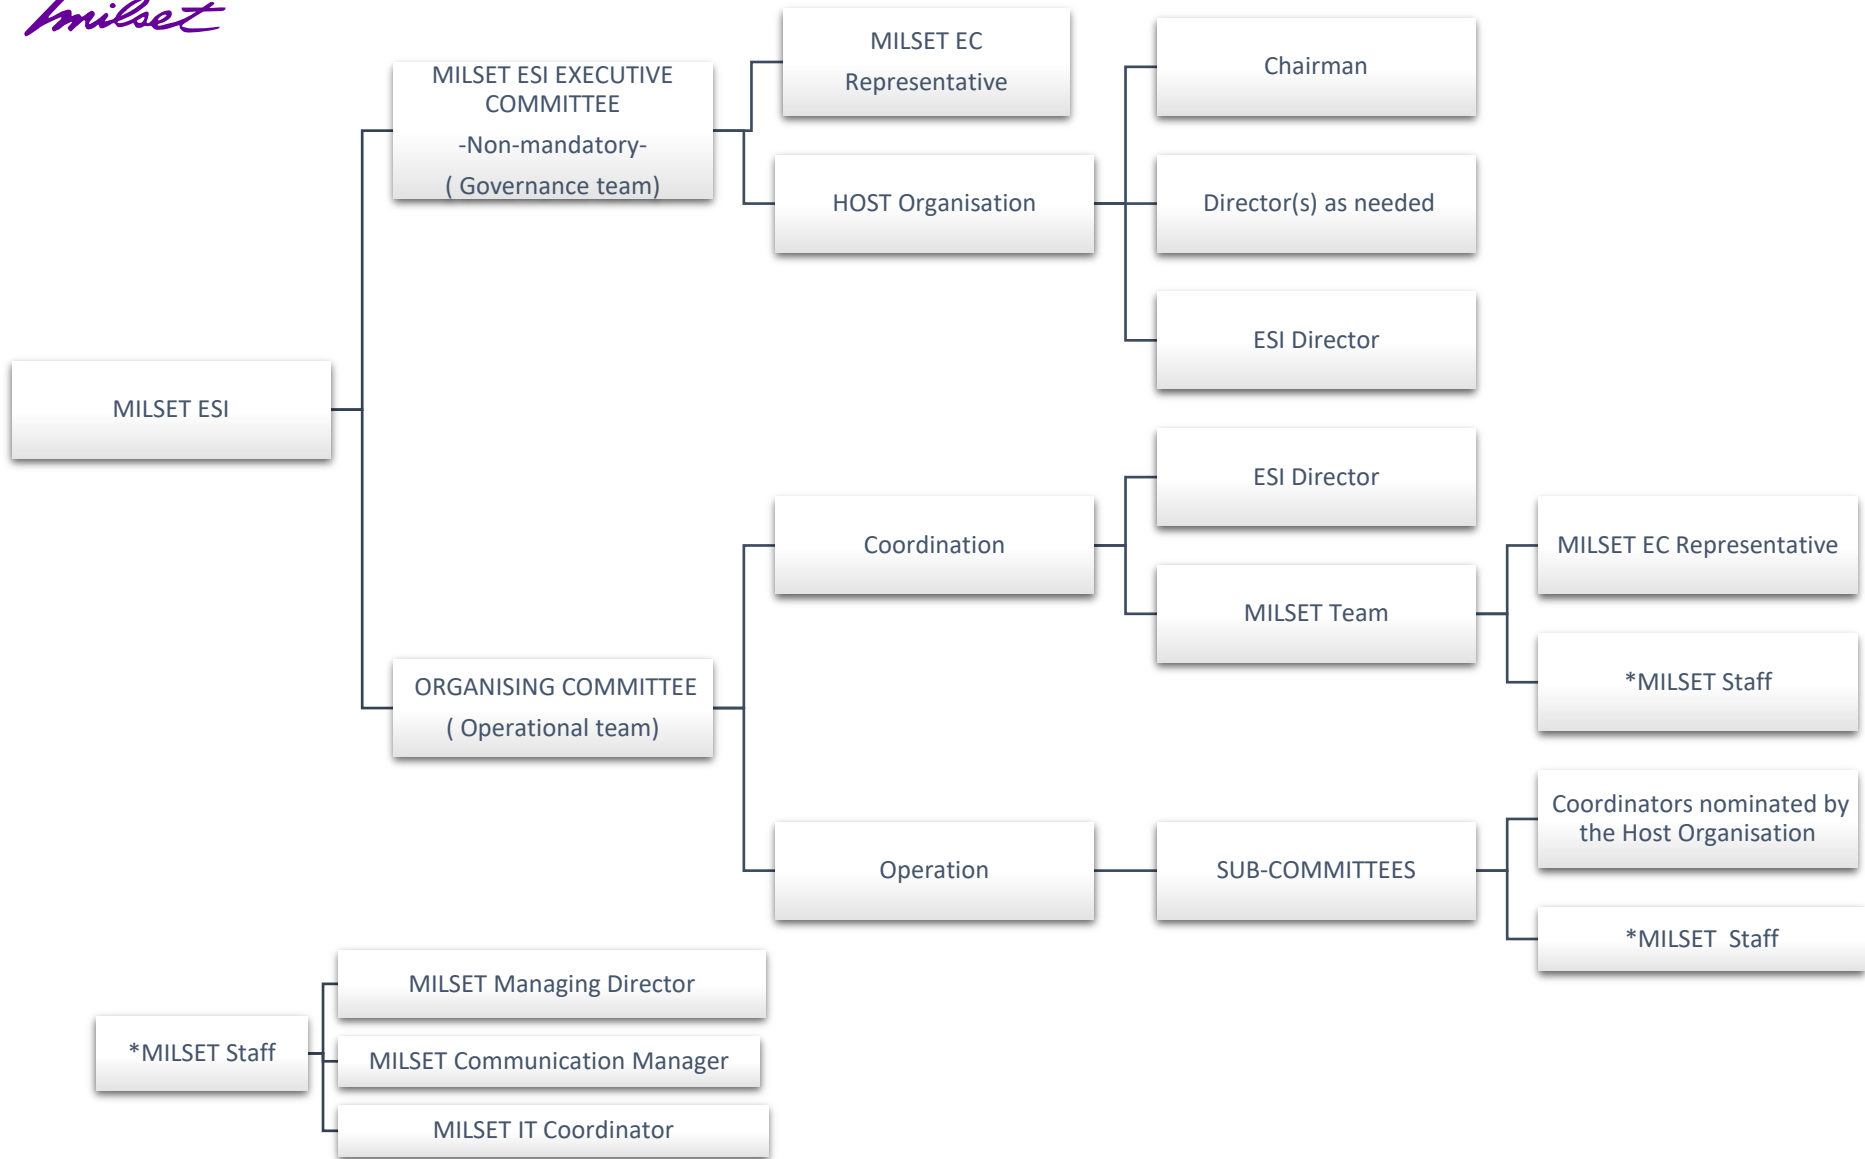 milset
MILSET ESI EXECUTIVE
COMMITTEE
-Non-mandatory-
( Governance team)
MILSET EC
Representative
Chairman
HOST Organisation
Director(s) as needed
ESI Director
MILSET ESI
ESI Director
Coordination
MILSET EC Representative
MILSET Team
*MILSET Staff
ORGANISING COMMITTEE
( Operational team)
Coordinators nominated by
the Host Organisation
Operation
SUB-COMMITTEES
*MILSET  Staff
MILSET Managing Director
*MILSET Staff
MILSET Communication Manager
MILSET IT Coordinator